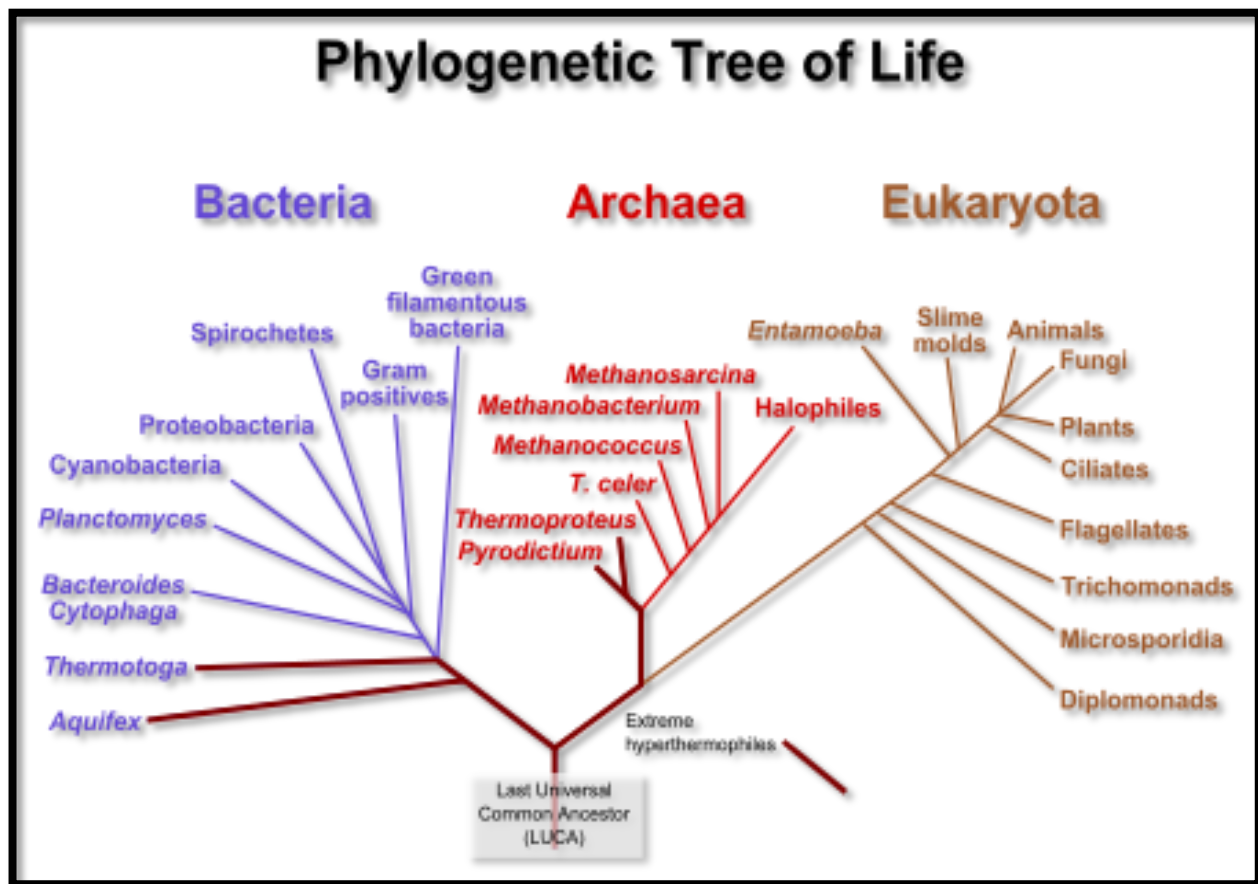 Phylogenetic Tree of Life
Bacteria
Archaea
Eukaryota
Green
filamentous
bacteria
Spirochetes
Gram
positives
Proteobacteria
Cyanobacteria
Planctomyces
Bacteroides
Cytophaga
Thermotoga
Aquifex
Methanosarcina
Methanobacterium
Halophiles
Methanococcus
T. celer
Thermoproteus
Pyrodictium
Entamoeba
Slime
molds
Animals
Fungi
Plants
Ciliates
Flagellates
Trichomonads
Microsporidia
Diplomonads
Extreme
hyperthermophiles
Last Universal
Common Ancestor
(LUCA)